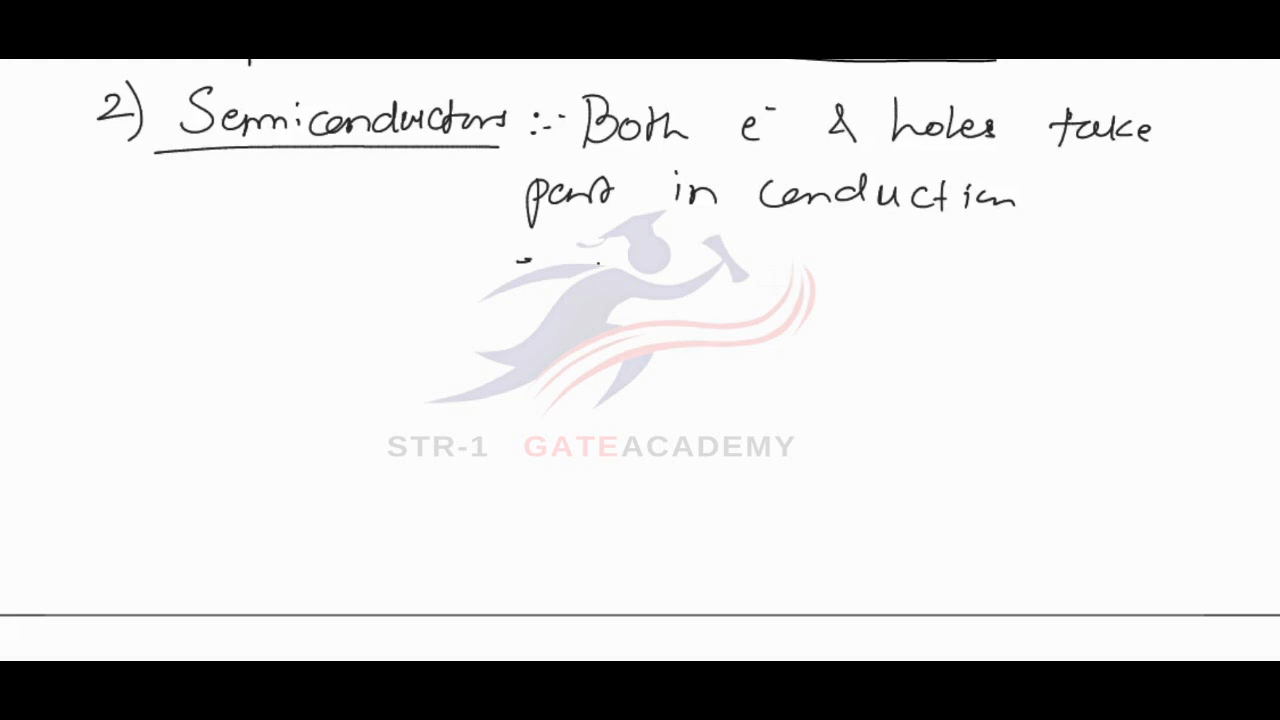 2) Semiconductors :- Both e⁻ & holes take
part in conduction
STR-1 GATEACADEMY